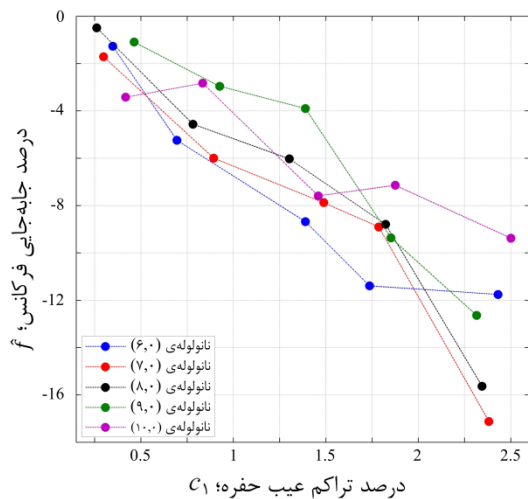 0
-4
-8
-12
-16
درصد جابه‌جایی فرکانس؛ f̂
نانولوله‌ی (۶,۰)
نانولوله‌ی (۷,۰)
نانولوله‌ی (۸,۰)
نانولوله‌ی (۹,۰)
نانولوله‌ی (۱۰,۰)
0.5 1 1.5 2 2.5
درصد تراکم عیب حفره؛ C₁